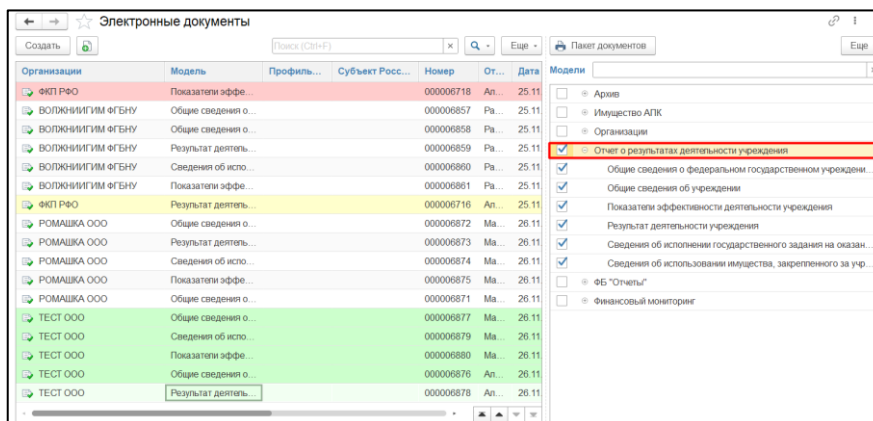 Электронные документы
Создать Поиск (Ctrl+F) × Еще Пакет документов Еще
Организации Модель Профиль... Субъект Росс... Номер От... Дата Модели
ФКП РФО Показатели эффе... 000006718 Ал... 25.11 Архив
ВОЛЖНИИГИМ ФГБНУ Общие сведения о... 000006857 Ра... 25.11 Имущество АПК
ВОЛЖНИИГИМ ФГБНУ Общие сведения о... 000006858 Ра... 25.11 Организации
ВОЛЖНИИГИМ ФГБНУ Результат деятель... 000006859 Ра... 25.11 Отчет о результатах деятельности учреждения
ВОЛЖНИИГИМ ФГБНУ Сведения об испо... 000006860 Ра... 25.11 Общие сведения о федеральном государственном учреждени...
ВОЛЖНИИГИМ ФГБНУ Показатели эффе... 000006861 Ра... 25.11 Общие сведения об учреждении
ФКП РФО Результат деятель... 000006716 Ал... 25.11 Показатели эффективности деятельности учреждения
РОМАШКА ООО Общие сведения о... 000006872 Ма... 26.11 Результат деятельности учреждения
РОМАШКА ООО Результат деятель... 000006873 Ма... 26.11 Сведения об исполнении государственного задания на оказан...
РОМАШКА ООО Сведения об испо... 000006874 Ма... 26.11 Сведения об использовании имущества, закрепленного за учр...
РОМАШКА ООО Показатели эффе... 000006875 Ма... 26.11 ФБ "Отчеты"
РОМАШКА ООО Общие сведения о... 000006871 Ма... 26.11 Финансовый мониторинг
ТЕСТ ООО Общие сведения о... 000006877 Ма... 26.11
ТЕСТ ООО Сведения об испо... 000006879 Ма... 26.11
ТЕСТ ООО Показатели эффе... 000006880 Ма... 26.11
ТЕСТ ООО Общие сведения о... 000006876 Ал... 26.11
ТЕСТ ООО Результат деятель... 000006878 Ал... 26.11